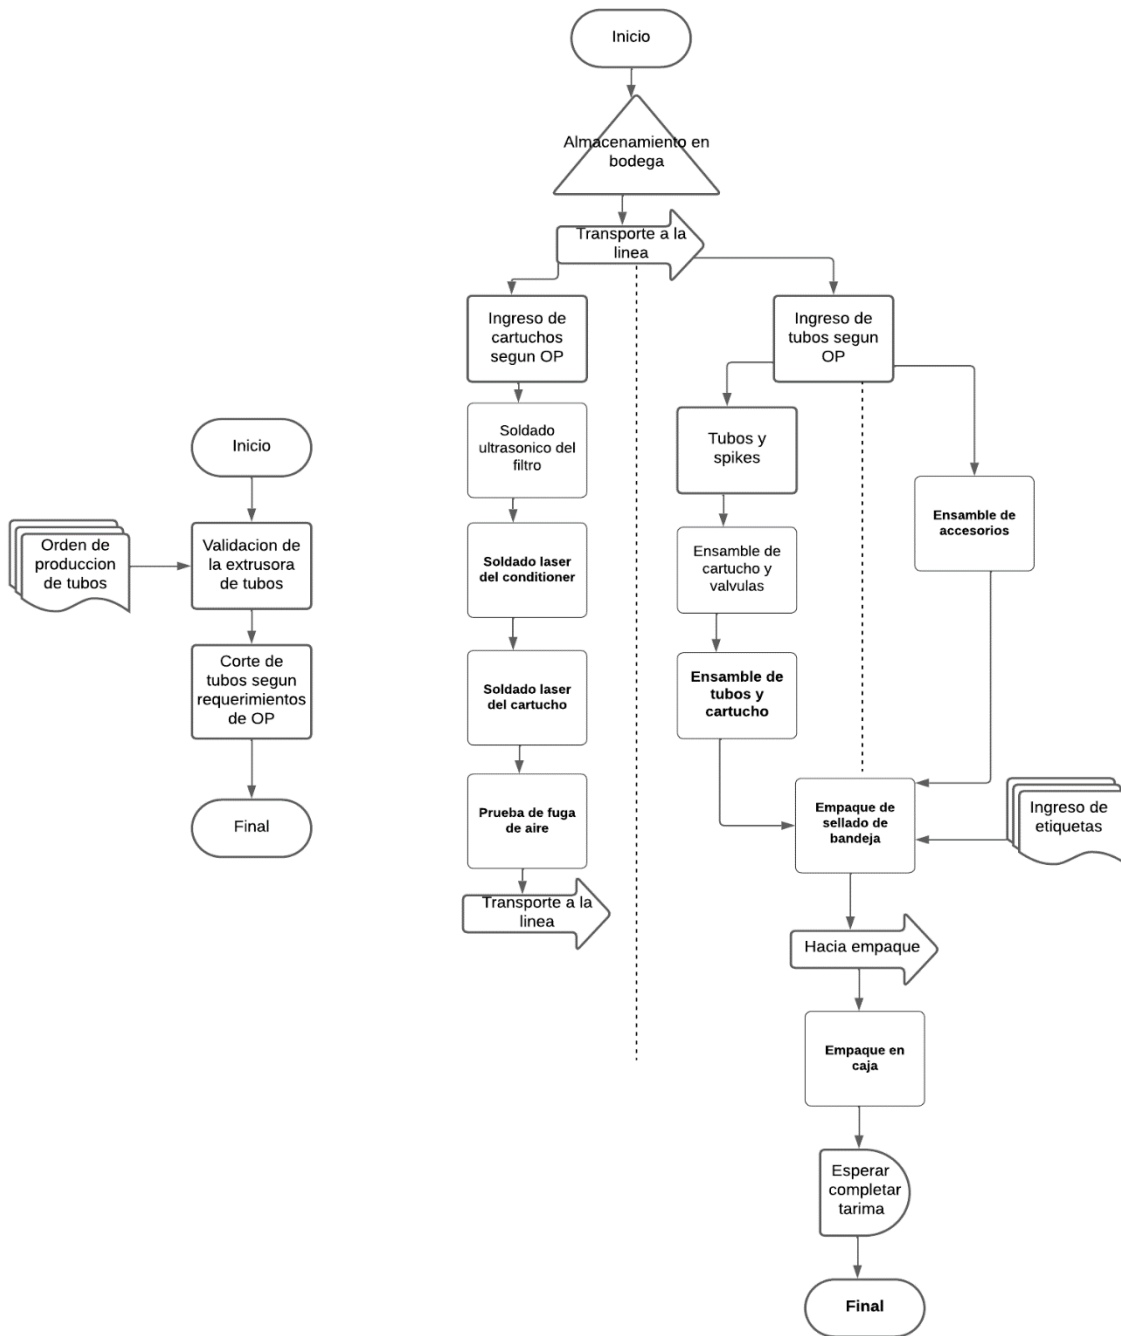 Inicio
Almacenamiento en
bodega
Transporte a la
linea
Ingreso de
cartuchos
segun OP
Ingreso de
tubos segun
OP
Soldado
ultrasonico del
filtro
Tubos y
spikes
Inicio
Ensamble de
accesorios
Orden de
produccion
de tubos
Validacion de
la extrusora
de tubos
Soldado laser
del conditioner
Ensamble de
cartucho y
valvulas
Corte de
tubos segun
requerimientos
de OP
Soldado laser
del cartucho
Ensamble de
tubos y
cartucho
Final
Prueba de fuga
de aire
Empaque de
sellado de
bandeja
Ingreso de
etiquetas
Transporte a la
linea
Hacia empaque
Empaque en
caja
Esperar
completar
tarima
Final